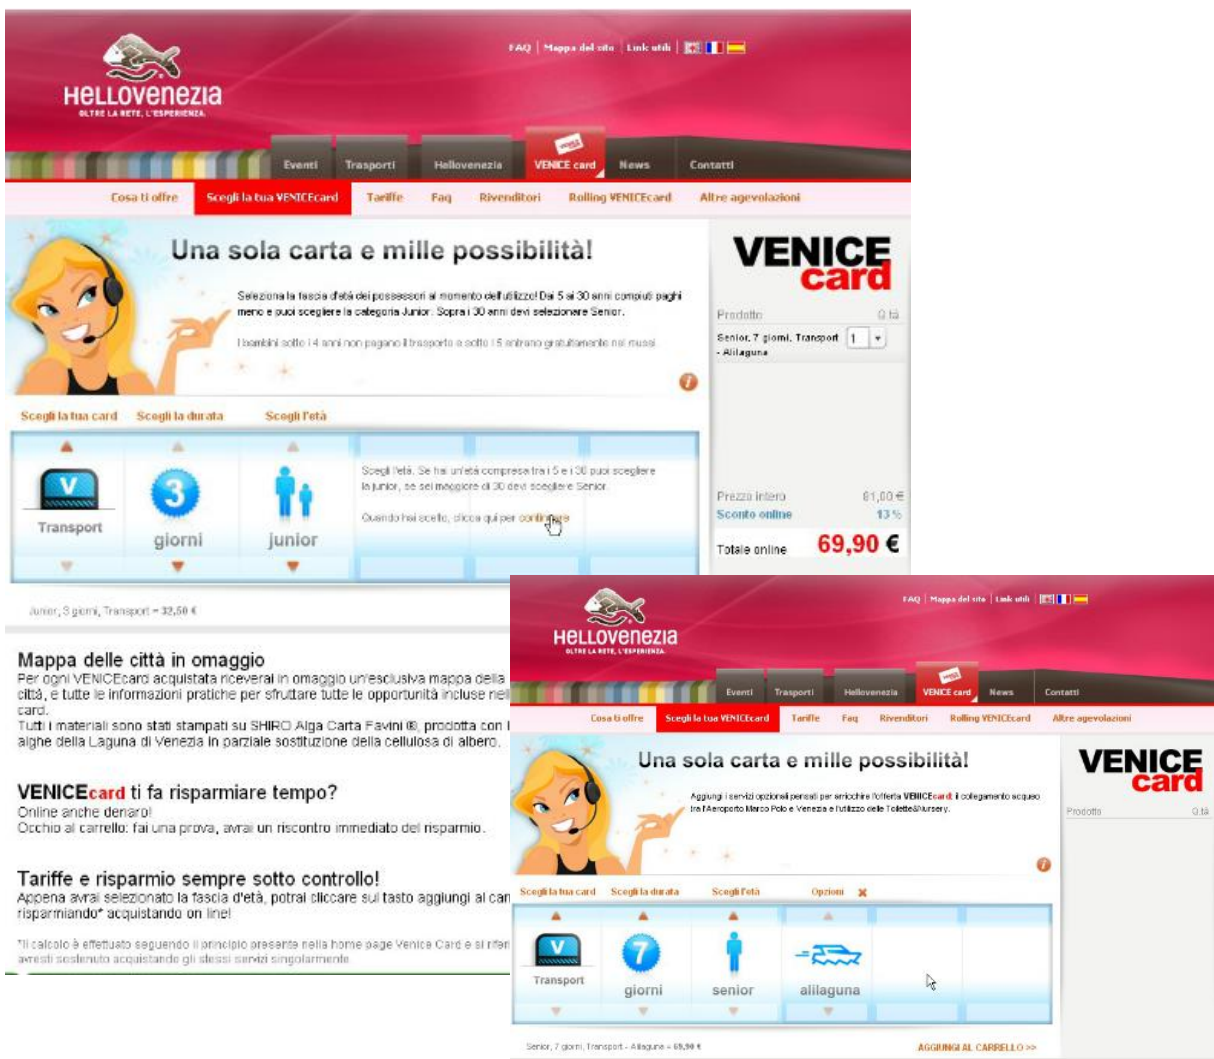 FAQ | Mappa del sito | Link utili
HELLOVENEZIA
OLTRE LA RETE, L'ESPERIENZA.
Eventi Trasporti Hellovenezia VENICE card News Contatti
Cosa ti offre Scegli la tua VENICEcard Tariffe Faq Rivenditori Rolling VENICEcard Altre agevolazioni
Una sola carta e mille possibilità!
Seleziona la fascia d'età dei possessori al momento dell'utilizzo! Dai 5 ai 30 anni compiuti paghi
meno e puoi scegliere la categoria Junior. Sopra i 30 anni devi selezionare Senior.
I bambini sotto i 4 anni non pagano il trasporto e sotto i 5 entrano gratuitamente nei musei.
VENICE
card
Prodotto Q.tà
Senior, 7 giorni, Transport 1
- Alilaguna
Scegli la tua card Scegli la durata Scegli l'età
V
Transport
3
giorni
junior
Scegli l'età. Se hai un'età compresa tra i 5 e i 30 puoi scegliere
la junior, se sei maggiore di 30 devi scegliere Senior.
Quando hai scelto, clicca qui per continuare
Prezzo intero 81,00 €
Sconto online 13 %
Totale online 69,90 €
Junior, 3 giorni, Transport = 32,50 €
Mappa delle città in omaggio
Per ogni VENICEcard acquistata riceverai in omaggio un'esclusiva mappa della
città, e tutte le informazioni pratiche per sfruttare tutte le opportunità incluse nel
card.
Tutti i materiali sono stati stampati su SHIRO Alga Carta Favini ®, prodotta con
alghe della Laguna di Venezia in parziale sostituzione della cellulosa di albero.
VENICEcard ti fa risparmiare tempo?
Online anche denaro!
Occhio al carrello: fai una prova, avrai un riscontro immediato del risparmio.
Tariffe e risparmio sempre sotto controllo!
Appena avrai selezionato la fascia d'età, potrai cliccare sul tasto aggiungi al car
risparmiando* acquistando on line!
*Il calcolo è effettuato seguendo il principio presente nella home page Venice Card e si rifer
avresti sostenuto acquistando gli stessi servizi singolarmente.
FAQ | Mappa del sito | Link utili
HELLOVENEZIA
OLTRE LA RETE, L'ESPERIENZA.
Eventi Trasporti Hellovenezia VENICE card News Contatti
Cosa ti offre Scegli la tua VENICEcard Tariffe Faq Rivenditori Rolling VENICEcard Altre agevolazioni
Una sola carta e mille possibilità!
Aggiungi i servizi opzionali pensati per arricchire l'offerta VENICEcard: il collegamento acqueo
tra l'Aeroporto Marco Polo e Venezia e l'utilizzo delle Toilette&Nursery.
VENICE
card
Prodotto Q.tà
Scegli la tua card Scegli la durata Scegli l'età Opzioni
V
Transport
7
giorni
senior
alilaguna
Senior, 7 giorni, Transport - Alilaguna = 69,90 €
AGGIUNGI AL CARRELLO >>